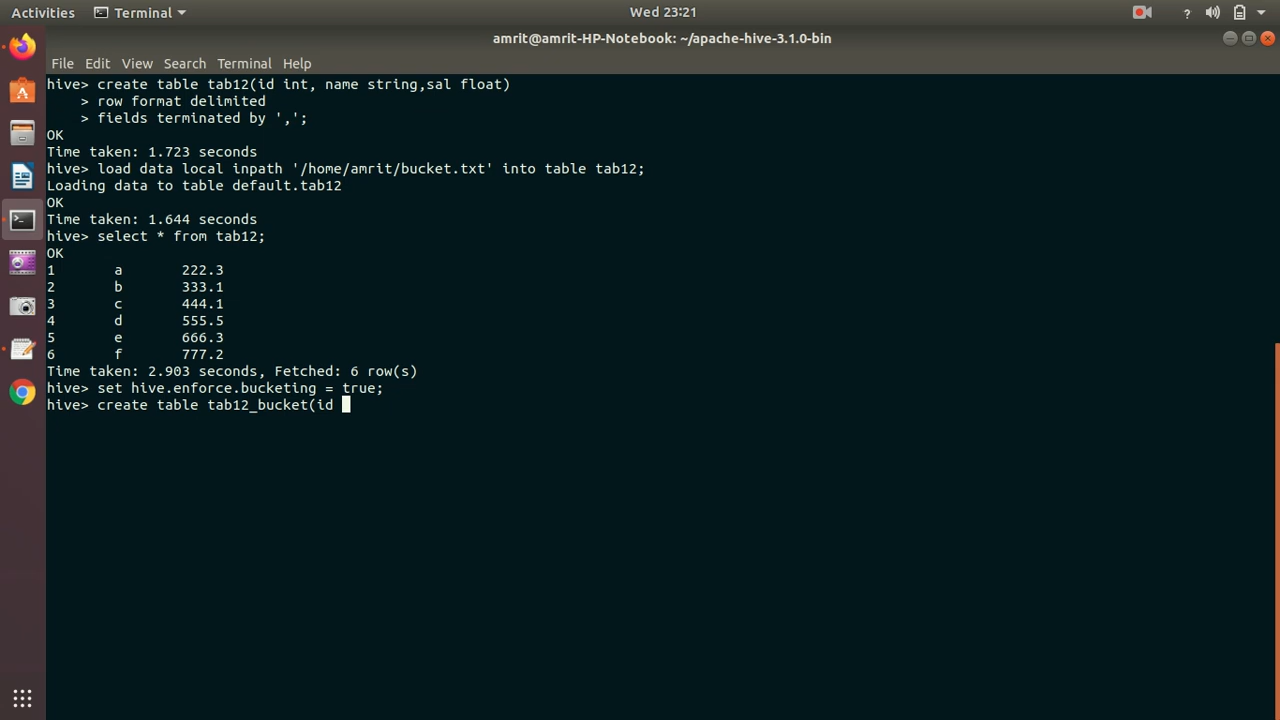 Activities Terminal Wed 23:21 ?
amrit@amrit-HP-Notebook: ~/apache-hive-3.1.0-bin
File Edit View Search Terminal Help
hive> create table tab12(id int, name string,sal float)
    > row format delimited
    > fields terminated by ',';
OK
Time taken: 1.723 seconds
hive> load data local inpath '/home/amrit/bucket.txt' into table tab12;
Loading data to table default.tab12
OK
Time taken: 1.644 seconds
hive> select * from tab12;
OK
1	a	222.3
2	b	333.1
3	c	444.1
4	d	555.5
5	e	666.3
6	f	777.2
Time taken: 2.903 seconds, Fetched: 6 row(s)
hive> set hive.enforce.bucketing = true;
hive> create table tab12_bucket(id